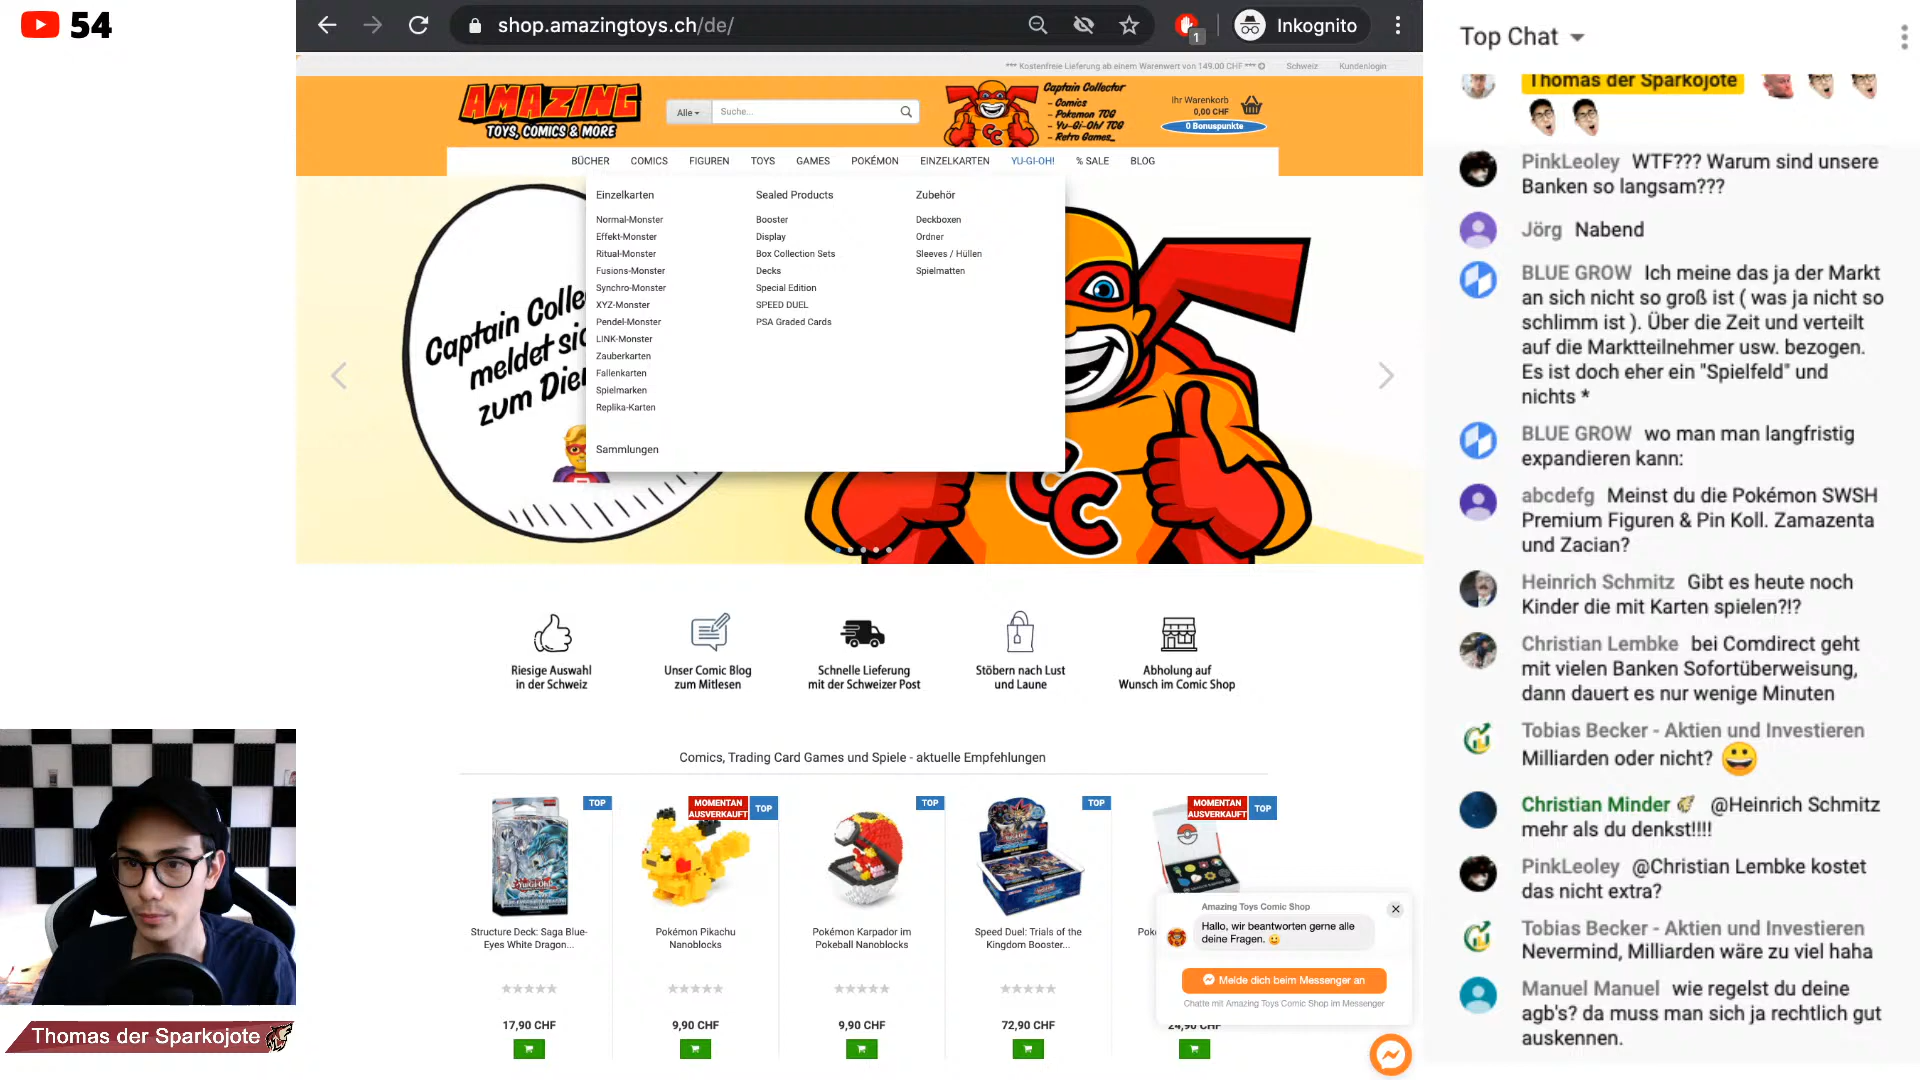 54
shop.amazingtoys.ch/de/
1
Inkognito
*** Kostenfreie Lieferung ab einem Warenwert von 149.00 CHF ***
Schweiz
Kundenlogin
AMAZING
TOYS, COMICS & MORE
Alle
Suche...
Captain Collector
- Comics
- Pokemon TCG
- Yu-Gi-Oh! TCG
- Retro Games
CC
Ihr Warenkorb
0,00 CHF
0 Bonuspunkte
BÜCHER
COMICS
FIGUREN
TOYS
GAMES
POKÉMON
EINZELKARTEN
YU-GI-OH!
% SALE
BLOG
Einzelkarten
Normal-Monster
Effekt-Monster
Ritual-Monster
Fusions-Monster
Synchro-Monster
XYZ-Monster
Pendel-Monster
LINK-Monster
Zauberkarten
Fallenkarten
Spielmarken
Replika-Karten
Sammlungen
Sealed Products
Booster
Display
Box Collection Sets
Decks
Special Edition
SPEED DUEL
PSA Graded Cards
Zubehör
Deckboxen
Ordner
Sleeves / Hüllen
Spielmatten
Captain Colle
meldet sic
zum Dien
CC
Riesige Auswahl
in der Schweiz
Unser Comic Blog
zum Mitlesen
Schnelle Lieferung
mit der Schweizer Post
Stöbern nach Lust
und Laune
Abholung auf
Wunsch im Comic Shop
Comics, Trading Card Games und Spiele - aktuelle Empfehlungen
TOP
Structure Deck: Saga Blue-
Eyes White Dragon...
17,90 CHF
MOMENTAN
AUSVERKAUFT
TOP
Pokémon Pikachu
Nanoblocks
9,90 CHF
TOP
Pokémon Karpador im
Pokeball Nanoblocks
9,90 CHF
TOP
Speed Duel: Trials of the
Kingdom Booster...
72,90 CHF
MOMENTAN
AUSVERKAUFT
TOP
24,90 CHF
Amazing Toys Comic Shop
Hallo, wir beantworten gerne alle
deine Fragen.
Melde dich beim Messenger an
Chatte mit Amazing Toys Comic Shop im Messenger
Thomas der Sparkojote
Top Chat
Thomas der Sparkojote
PinkLeoley WTF??? Warum sind unsere
Banken so langsam???
Jörg Nabend
BLUE GROW Ich meine das ja der Markt
an sich nicht so groß ist ( was ja nicht so
schlimm ist ). Über die Zeit und verteilt
auf die Marktteilnehmer usw. bezogen.
Es ist doch eher ein "Spielfeld" und
nichts *
BLUE GROW wo man man langfristig
expandieren kann:
abcdefg Meinst du die Pokémon SWSH
Premium Figuren & Pin Koll. Zamazenta
und Zacian?
Heinrich Schmitz Gibt es heute noch
Kinder die mit Karten spielen?!?
Christian Lembke bei Comdirect geht
mit vielen Banken Sofortüberweisung,
dann dauert es nur wenige Minuten
Tobias Becker - Aktien und Investieren
Milliarden oder nicht? 😀
Christian Minder @Heinrich Schmitz
mehr als du denkst!!!!
PinkLeoley @Christian Lembke kostet
das nicht extra?
Tobias Becker - Aktien und Investieren
Nevermind, Milliarden wäre zu viel haha
Manuel Manuel wie regelst du deine
agb's? da muss man sich ja rechtlich gut
auskennen.